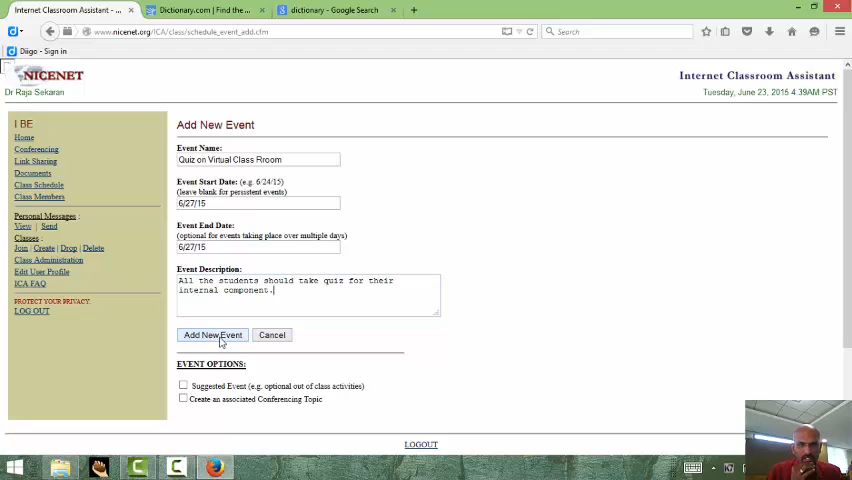 Internet Classroom Assistant - ...
Dictionary.com | Find the ...
dictionary - Google Search
www.nicenet.org/ICA/class/schedule_event_add.cfm
Search
Diigo - Sign in
NICENET
Internet Classroom Assistant
Dr Raja Sekaran
Tuesday, June 23, 2015 4:39AM PST
I BE
Home
Conferencing
Link Sharing
Documents
Class Schedule
Class Members
Personal Messages :
View | Send
Classes :
Join | Create | Drop | Delete
Class Administration
Edit User Profile
ICA FAQ
PROTECT YOUR PRIVACY:
LOG OUT
Add New Event
Event Name:
Quiz on Virtual Class Rroom
Event Start Date: (e.g. 6/24/15)
(leave blank for persistent events)
6/27/15
Event End Date:
(optional for events taking place over multiple days)
6/27/15
Event Description:
All the students should take quiz for their
internal component.
Add New Event
Cancel
EVENT OPTIONS:
Suggested Event (e.g. optional out of class activities)
Create an associated Conferencing Topic
LOGOUT